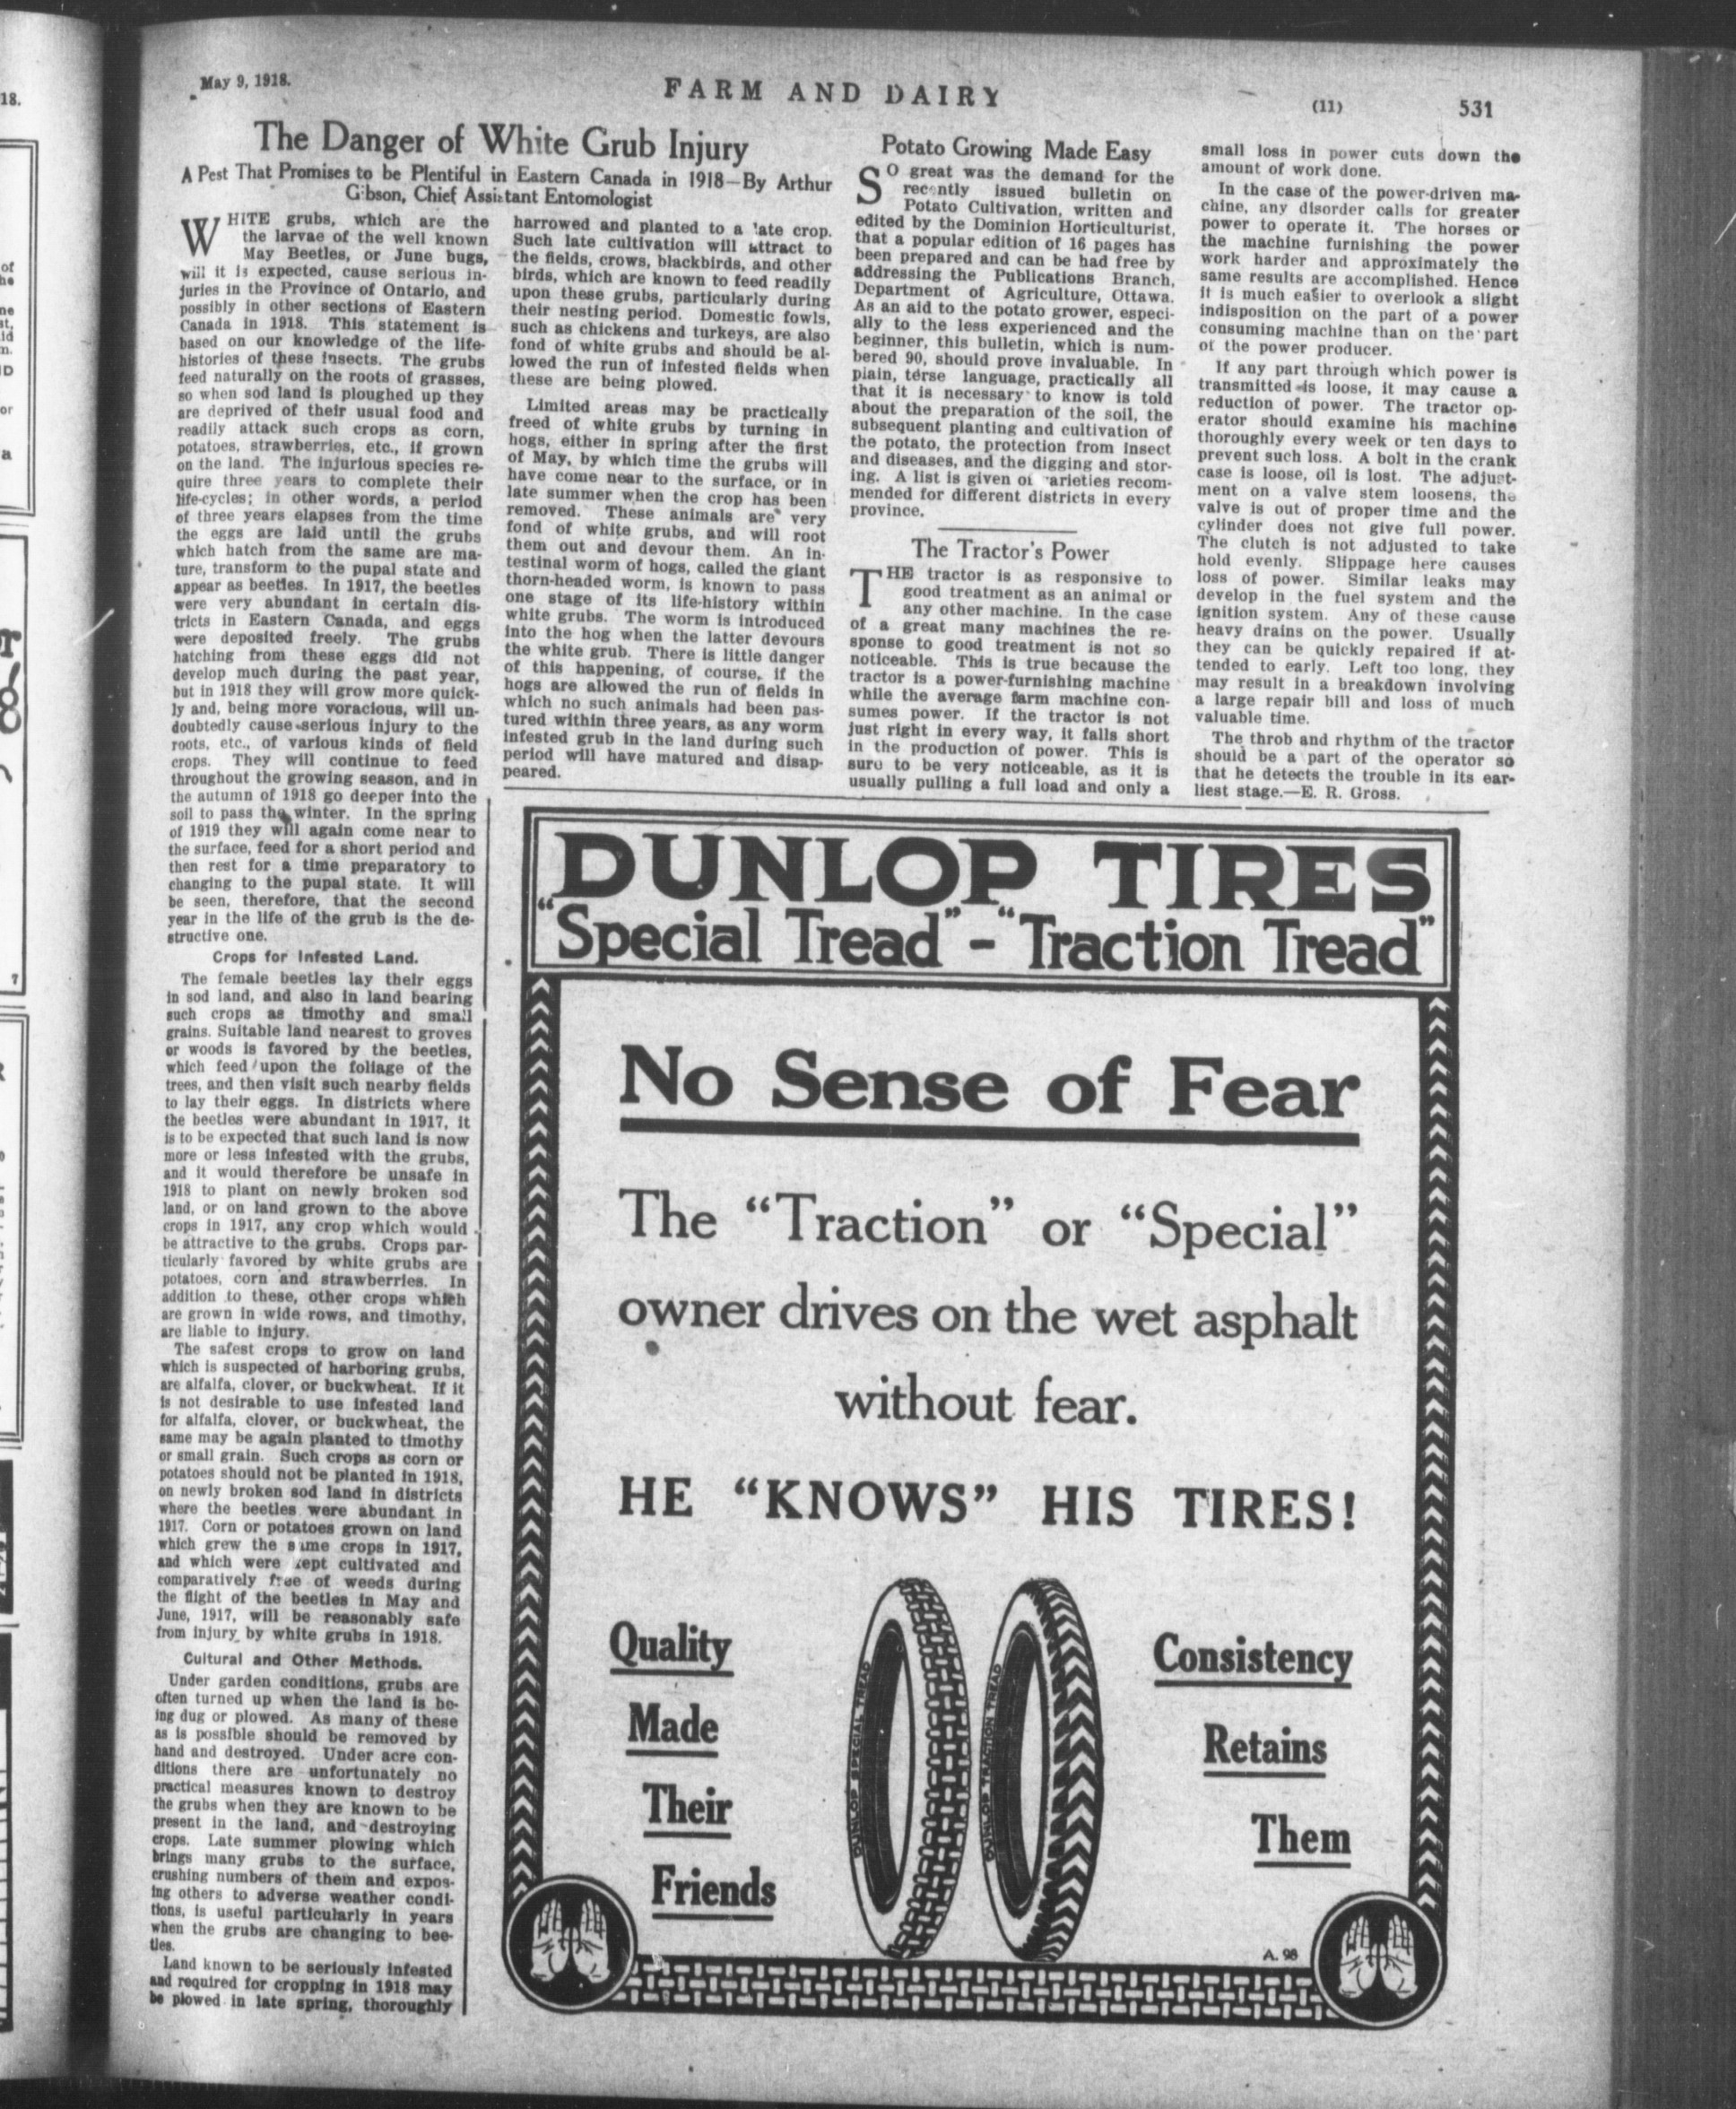 May 9, 1918.
FARM AND DAIRY
(11)
531
The Danger of White Grub Injury
A Pest That Promises to be Plentiful in Eastern Canada in 1918—By Arthur
Gibson, Chief Assistant Entomologist
WHITE grubs, which are the
the larvae of the well known
May Beetles, or June bugs,
will it is expected, cause serious in-
juries in the Province of Ontario, and
possibly in other sections of Eastern
Canada in 1918. This statement is
based on our knowledge of the life-
histories of these insects. The grubs
feed naturally on the roots of grasses,
so when sod land is ploughed up they
are deprived of their usual food and
readily attack such crops as corn,
potatoes, strawberries, etc., if grown
on the land. The injurious species re-
quire three years to complete their
life-cycles; in other words, a period
of three years elapses from the time
the eggs are laid until the grubs
which hatch from the same are ma-
ture, transform to the pupal state and
appear as beetles. In 1917, the beetles
were very abundant in certain dis-
tricts in Eastern Canada, and eggs
were deposited freely. The grubs
hatching from these eggs did not
develop much during the past year,
but in 1918 they will grow more quick-
ly and, being more voracious, will un-
doubtedly cause serious injury to the
roots, etc., of various kinds of field
crops. They will continue to feed
throughout the growing season, and in
the autumn of 1918 go deeper into the
soil to pass the winter. In the spring
of 1919 they will again come near to
the surface, feed for a short period and
then rest for a time preparatory to
changing to the pupal state. It will
be seen, therefore, that the second
year in the life of the grub is the de-
structive one.
Crops for Infested Land.
The female beetles lay their eggs
in sod land, and also in land bearing
such crops as timothy and small
grains. Suitable land nearest to groves
or woods is favored by the beetles,
which feed upon the foliage of the
trees, and then visit such nearby fields
to lay their eggs. In districts where
the beetles were abundant in 1917, it
is to be expected that such land is now
more or less infested with the grubs,
and it would therefore be unsafe in
1918 to plant on newly broken sod
land, or on land grown to the above
crops in 1917, any crop which would
be attractive to the grubs. Crops par-
ticularly favored by white grubs are
potatoes, corn and strawberries. In
addition to these, other crops which
are grown in wide rows, and timothy,
are liable to injury.
The safest crops to grow on land
which is suspected of harboring grubs,
are alfalfa, clover, or buckwheat. If it
is not desirable to use infested land
for alfalfa, clover, or buckwheat, the
same may be again planted to timothy
or small grain. Such crops as corn or
potatoes should not be planted in 1918,
on newly broken sod land in districts
where the beetles were abundant in
1917. Corn or potatoes grown on land
which grew the same crops in 1917,
and which were kept cultivated and
comparatively free of weeds during
the flight of the beetles in May and
June, 1917, will be reasonably safe
from injury by white grubs in 1918.
Cultural and Other Methods.
Under garden conditions, grubs are
often turned up when the land is be-
ing dug or plowed. As many of these
as is possible should be removed by
hand and destroyed. Under acre con-
ditions there are unfortunately no
practical measures known to destroy
the grubs when they are known to be
present in the land, and destroying
crops. Late summer plowing which
brings many grubs to the surface,
crushing numbers of them and expos-
ing others to adverse weather condi-
tions, is useful particularly in years
when the grubs are changing to bee-
tles.
Land known to be seriously infested
and required for cropping in 1918 may
be plowed in late spring, thoroughly
harrowed and planted to a late crop.
Such late cultivation will attract to
the fields, crows, blackbirds, and other
birds, which are known to feed readily
upon these grubs, particularly during
their nesting period. Domestic fowls,
such as chickens and turkeys, are also
fond of white grubs and should be al-
lowed the run of infested fields when
these are being plowed.
Limited areas may be practically
freed of white grubs by turning in
hogs, either in spring after the first
of May, by which time the grubs will
have come near to the surface, or in
late summer when the crop has been
removed. These animals are very
fond of white grubs, and will root
them out and devour them. An in-
testinal worm of hogs, called the giant
thorn-headed worm, is known to pass
one stage of its life-history within
white grubs. The worm is introduced
into the hog when the latter devours
the white grub. There is little danger
of this happening, of course, if the
hogs are allowed the run of fields in
which no such animals had been pas-
tured within three years, as any worm
infested grub in the land during such
period will have matured and disap-
peared.
Potato Growing Made Easy
SO great was the demand for the
recently issued bulletin on
Potato Cultivation, written and
edited by the Dominion Horticulturist,
that a popular edition of 16 pages has
been prepared and can be had free by
addressing the Publications Branch,
Department of Agriculture, Ottawa.
As an aid to the potato grower, especi-
ally to the less experienced and the
beginner, this bulletin, which is num-
bered 90, should prove invaluable. In
plain, terse language, practically all
that it is necessary to know is told
about the preparation of the soil, the
subsequent planting and cultivation of
the potato, the protection from insect
and diseases, and the digging and stor-
ing. A list is given of varieties recom-
mended for different districts in every
province.
The Tractor's Power
THE tractor is as responsive to
good treatment as an animal or
any other machine. In the case
of a great many machines the re-
sponse to good treatment is not so
noticeable. This is true because the
tractor is a power-furnishing machine
while the average farm machine con-
sumes power. If the tractor is not
just right in every way, it falls short
in the production of power. This is
sure to be very noticeable, as it is
usually pulling a full load and only a
small loss in power cuts down the
amount of work done.
In the case of the power-driven ma-
chine, any disorder calls for greater
power to operate it. The horses or
the machine furnishing the power
work harder and approximately the
same results are accomplished. Hence
it is much easier to overlook a slight
indisposition on the part of a power
consuming machine than on the part
of the power producer.
If any part through which power is
transmitted is loose, it may cause a
reduction of power. The tractor op-
erator should examine his machine
thoroughly every week or ten days to
prevent such loss. A bolt in the crank
case is loose, oil is lost. The adjust-
ment on a valve stem loosens, the
valve is out of proper time and the
cylinder does not give full power.
The clutch is not adjusted to take
hold evenly. Slippage here causes
loss of power. Similar leaks may
develop in the fuel system and the
ignition system. Any of these cause
heavy drains on the power. Usually
they can be quickly repaired if at-
tended to early. Left too long, they
may result in a breakdown involving
a large repair bill and loss of much
valuable time.
The throb and rhythm of the tractor
should be a part of the operator so
that he detects the trouble in its ear-
liest stage.—E. R. Gross.
DUNLOP TIRES
"Special Tread" - "Traction Tread"
No Sense of Fear
The "Traction" or "Special"
owner drives on the wet asphalt
without fear.
HE "KNOWS" HIS TIRES!
Quality
Made
Their
Friends
DUNLOP SPECIAL TREAD
DUNLOP TRACTION TREAD
Consistency
Retains
Them
A. 98